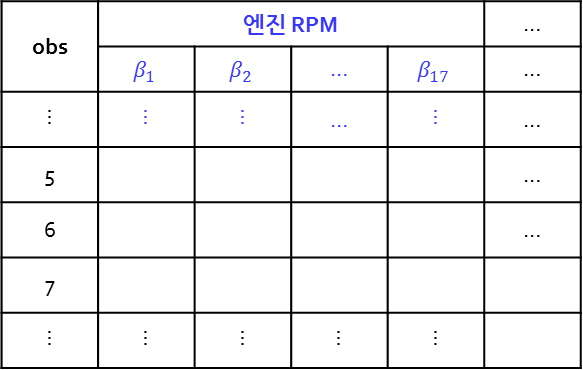 obs 엔진 RPM …
β₁ β₂ … β₁₇ …
⋮ ⋮ ⋮ … ⋮ …
5 …
6 …
7
⋮ ⋮ ⋮ ⋮ ⋮